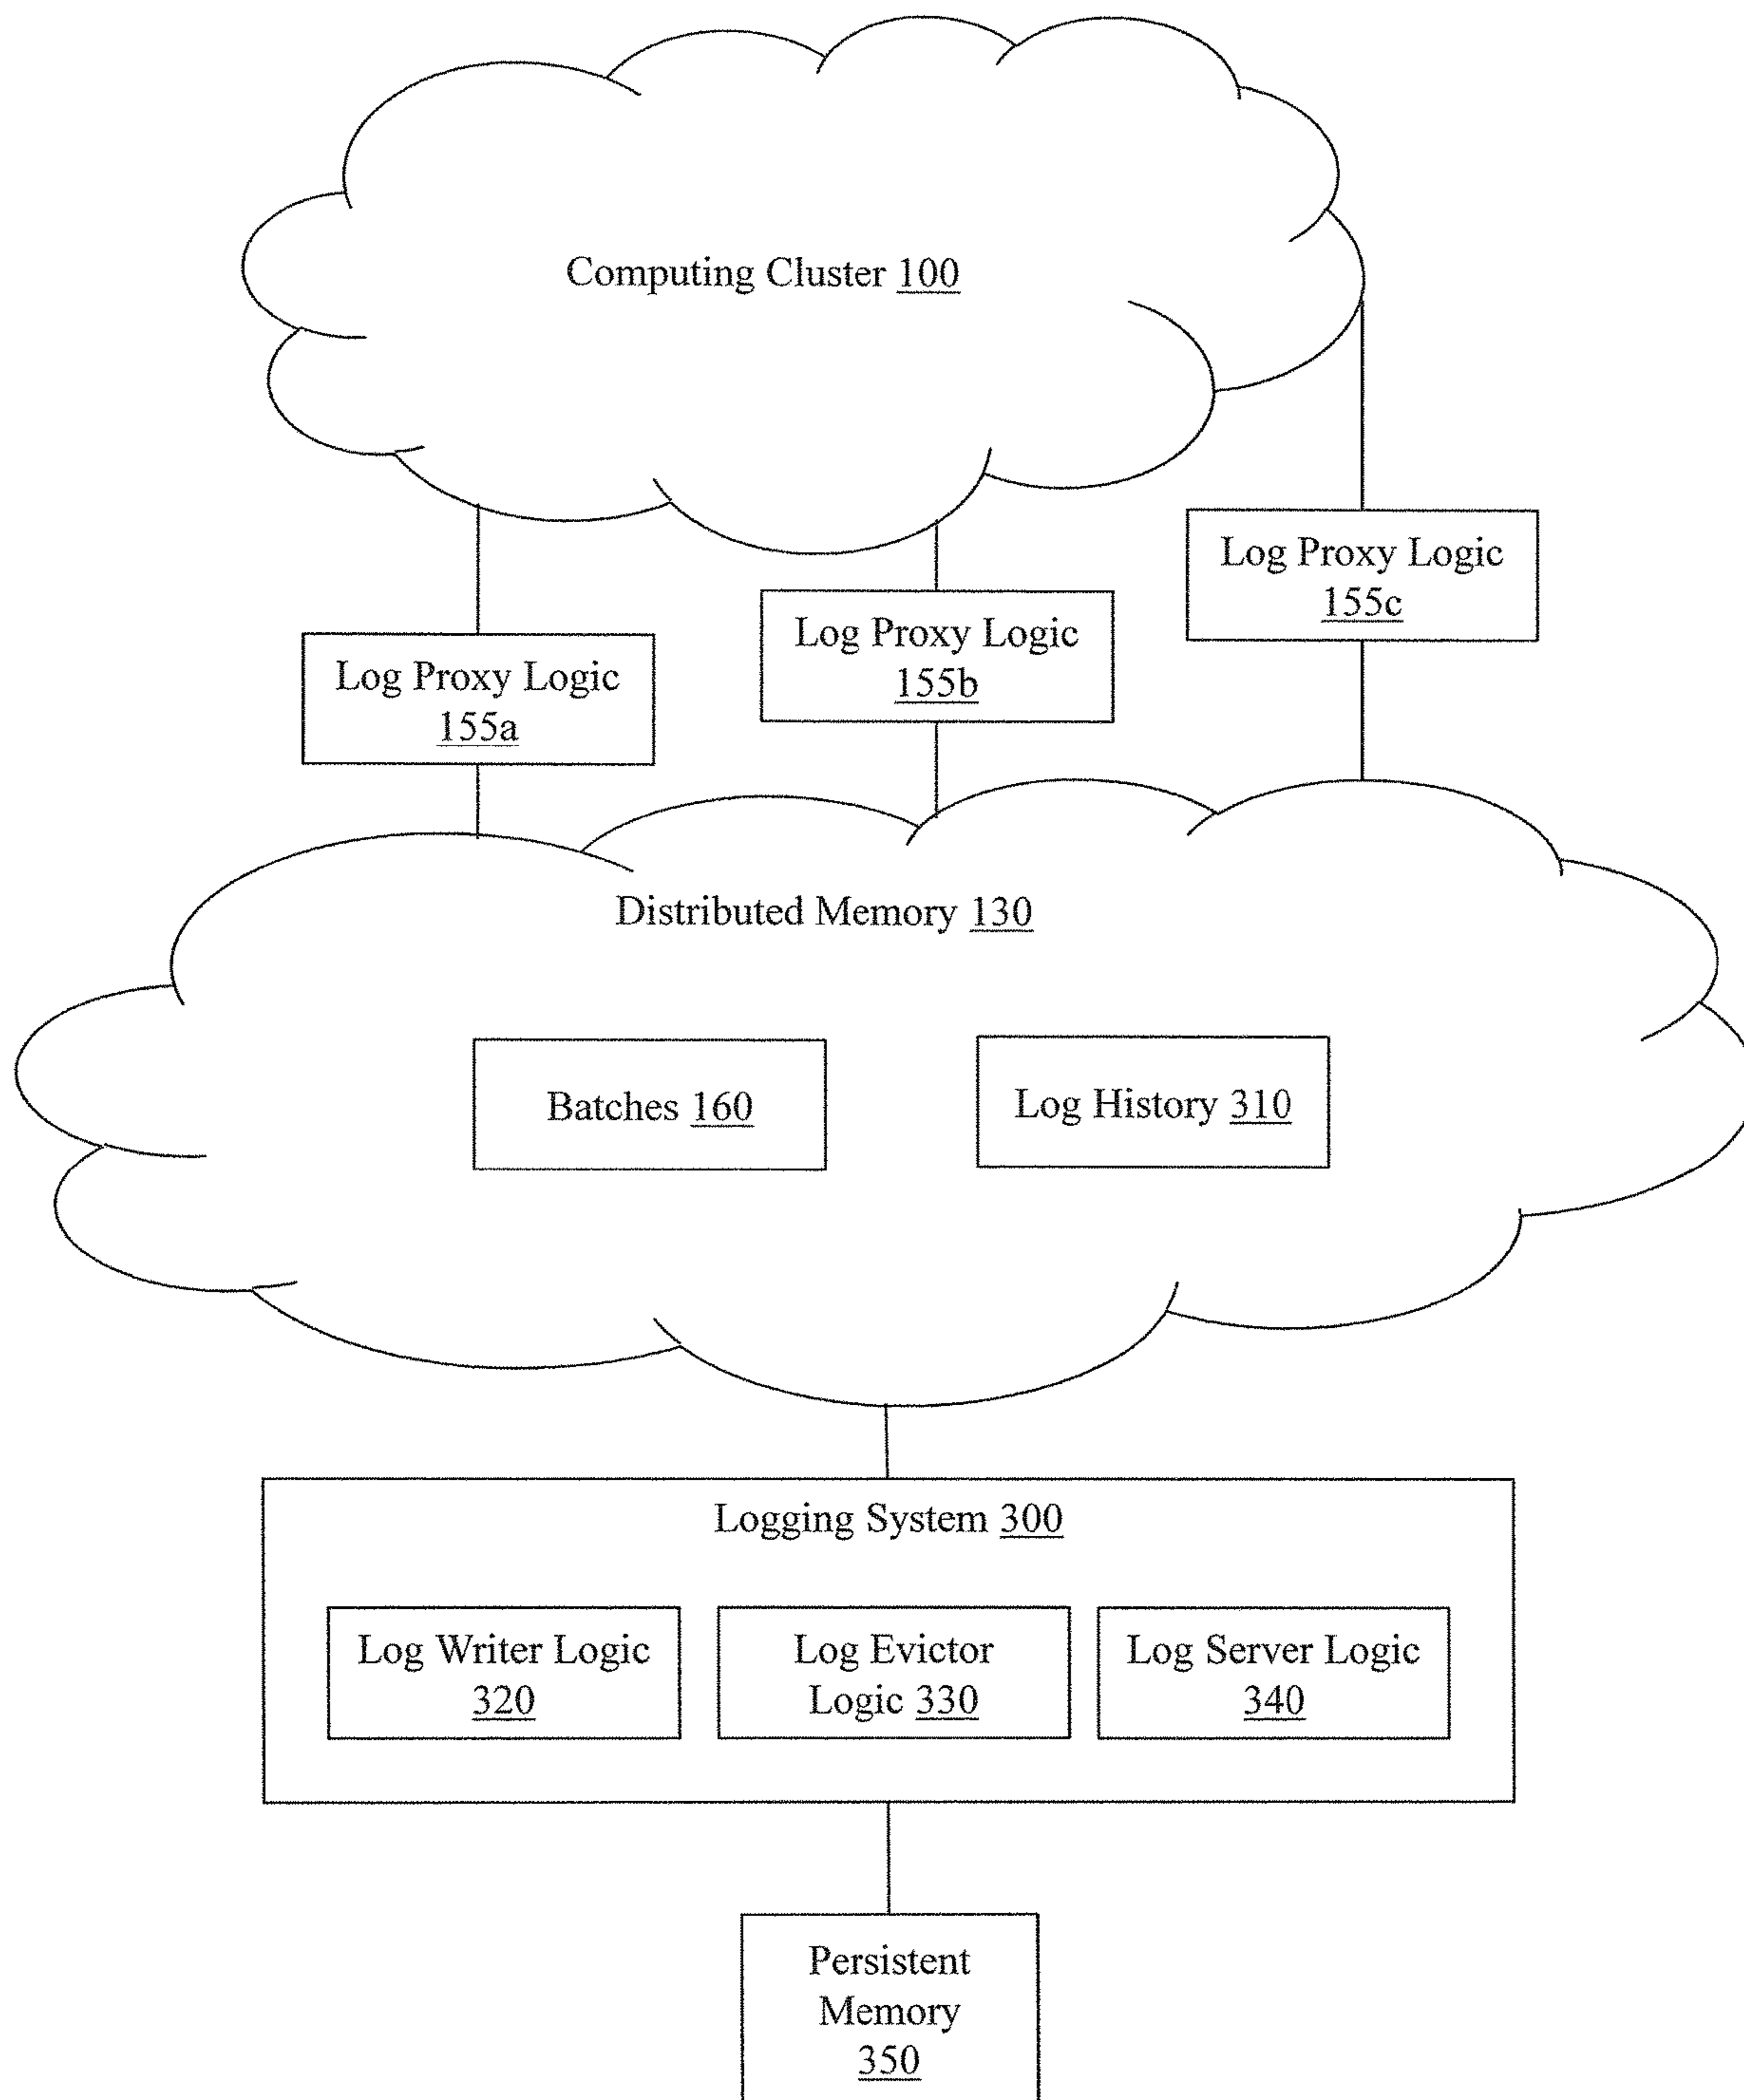 Computing Cluster 100
Log Proxy Logic
155c
Log Proxy Logic
155b
Log Proxy Logic
155a
Distributed Memory 130
Batches 160
Log History 310
Logging System 300
Log Writer Logic
320
Log Evictor
Logic 330
Log Server Logic
340
Persistent
Memory
350